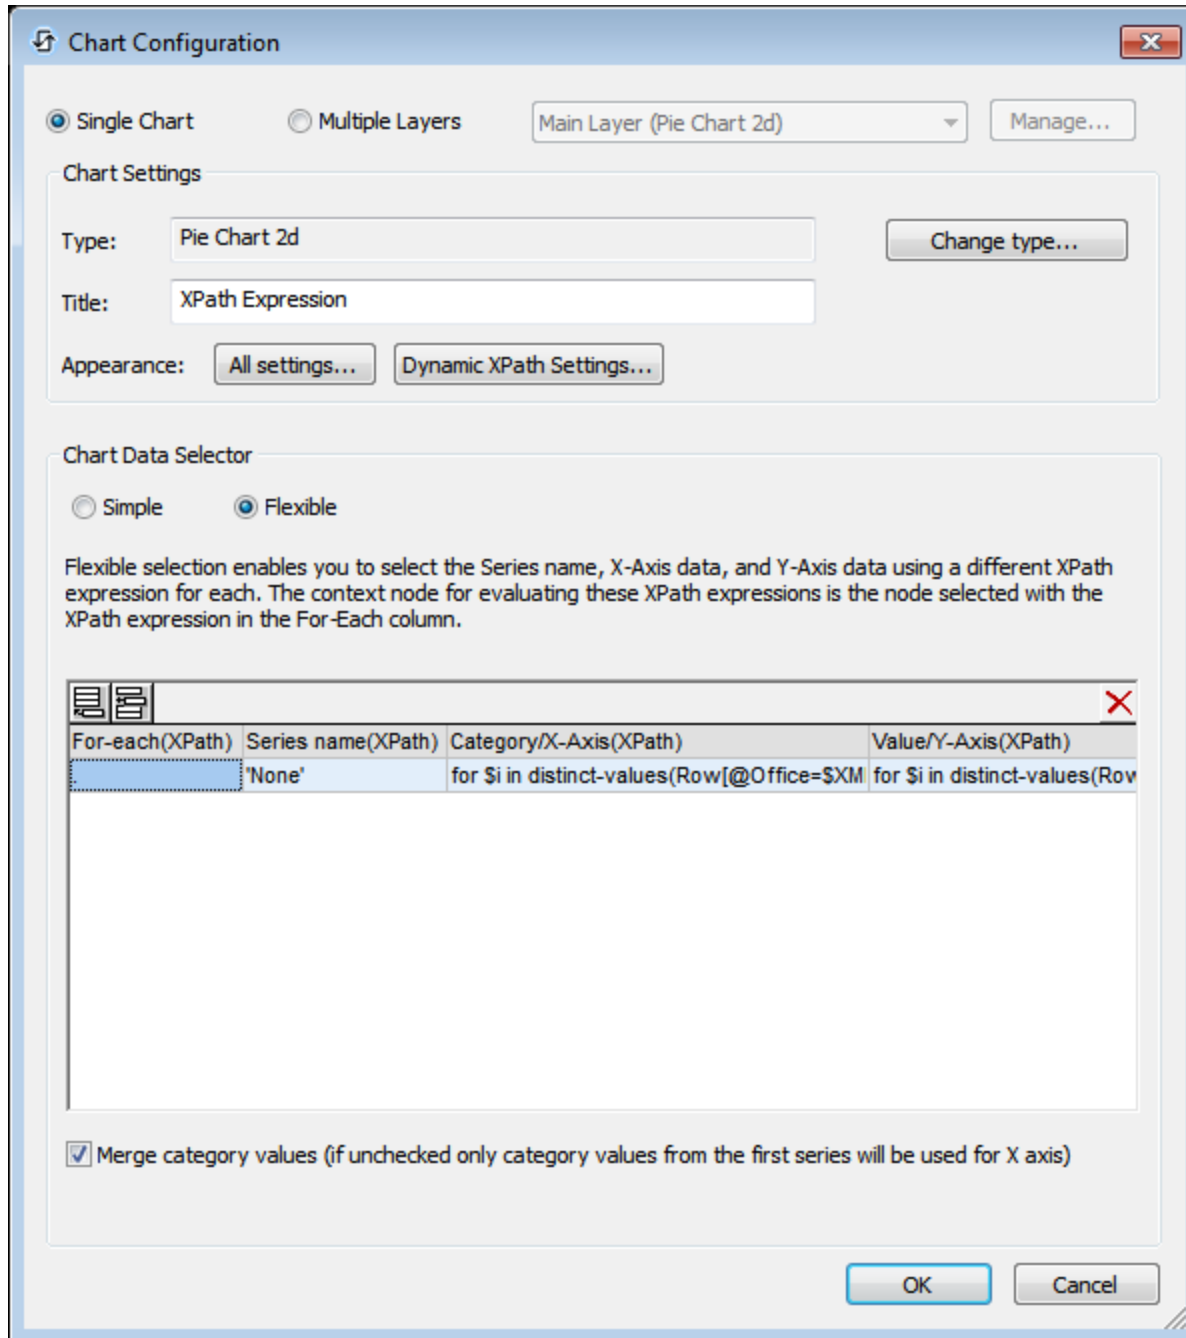 Chart Configuration
Single Chart Multiple Layers Main Layer (Pie Chart 2d) Manage...
Chart Settings
Type: Pie Chart 2d Change type...
Title: XPath Expression
Appearance: All settings... Dynamic XPath Settings...
Chart Data Selector
Simple Flexible
Flexible selection enables you to select the Series name, X-Axis data, and Y-Axis data using a different XPath
expression for each. The context node for evaluating these XPath expressions is the node selected with the
XPath expression in the For-Each column.
For-each(XPath) Series name(XPath) Category/X-Axis(XPath) Value/Y-Axis(XPath)
. 'None' for $i in distinct-values(Row[@Office=$XM for $i in distinct-values(Row
Merge category values (if unchecked only category values from the first series will be used for X axis)
OK Cancel